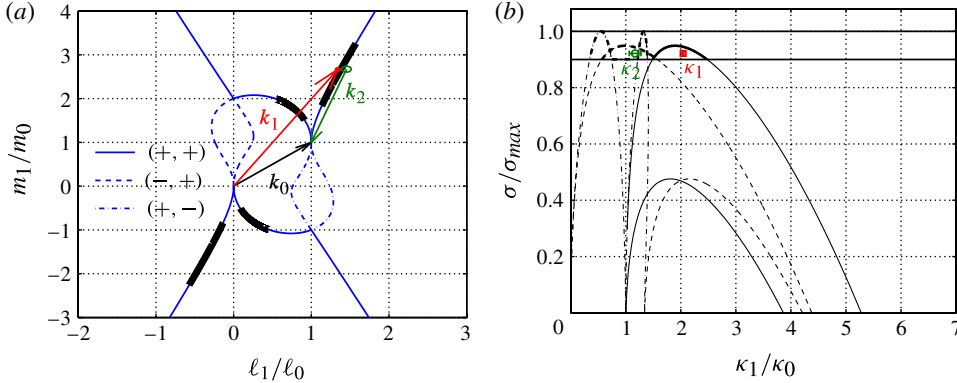 (a)
4
3
2
1
0
−1
−2
−3
m₁/m₀
−2 −1 0 1 2 3
ℓ₁/ℓ₀
(+, +)
(−, +)
(+, −)
k₁
k₂
k₀
(b)
1.0
0.8
0.6
0.4
0.2
σ/σmax
0 1 2 3 4 5 6 7
κ₁/κ₀
κ₂
κ₁